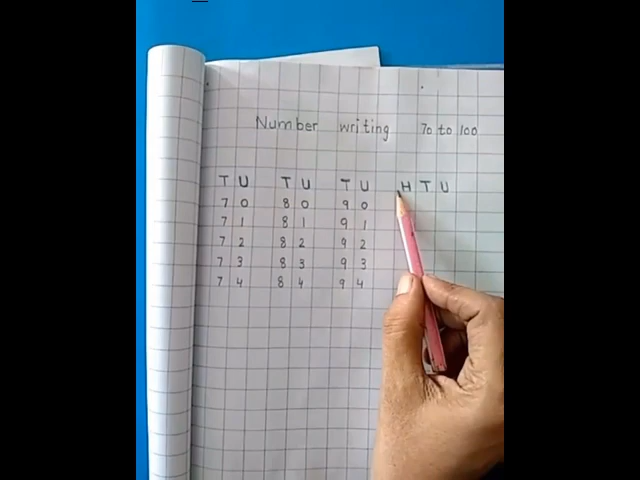 Number writing 70 to 100
T U T U T U H T U
7 0 8 0 9 0
7 1 8 1 9 1
7 2 8 2 9 2
7 3 8 3 9 3
7 4 8 4 9 4